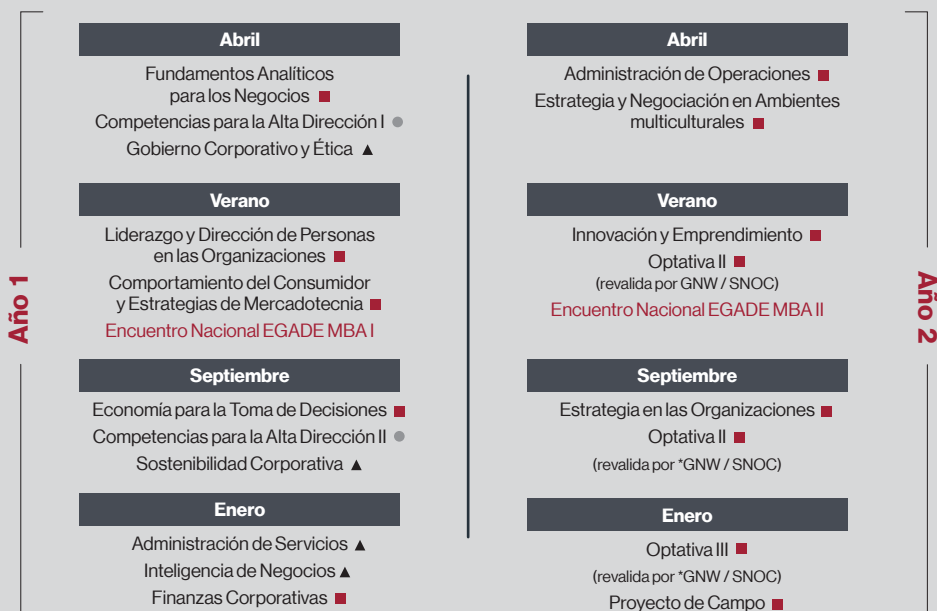 Año 1
Abril
Fundamentos Analíticos
para los Negocios ■
Competencias para la Alta Dirección I ●
Gobierno Corporativo y Ética ▲
Verano
Liderazgo y Dirección de Personas
en las Organizaciones ■
Comportamiento del Consumidor
y Estrategias de Mercadotecnia ■
Encuentro Nacional EGADE MBA I
Septiembre
Economía para la Toma de Decisiones ■
Competencias para la Alta Dirección II ●
Sostenibilidad Corporativa ▲
Enero
Administración de Servicios ▲
Inteligencia de Negocios ▲
Finanzas Corporativas ■
Año 2
Abril
Administración de Operaciones ■
Estrategia y Negociación en Ambientes
multiculturales ■
Verano
Innovación y Emprendimiento ■
Optativa II ■
(revalida por GNW / SNOC)
Encuentro Nacional EGADE MBA II
Septiembre
Estrategia en las Organizaciones ■
Optativa II ■
(revalida por *GNW / SNOC)
Enero
Optativa III ■
(revalida por *GNW / SNOC)
Proyecto de Campo ■